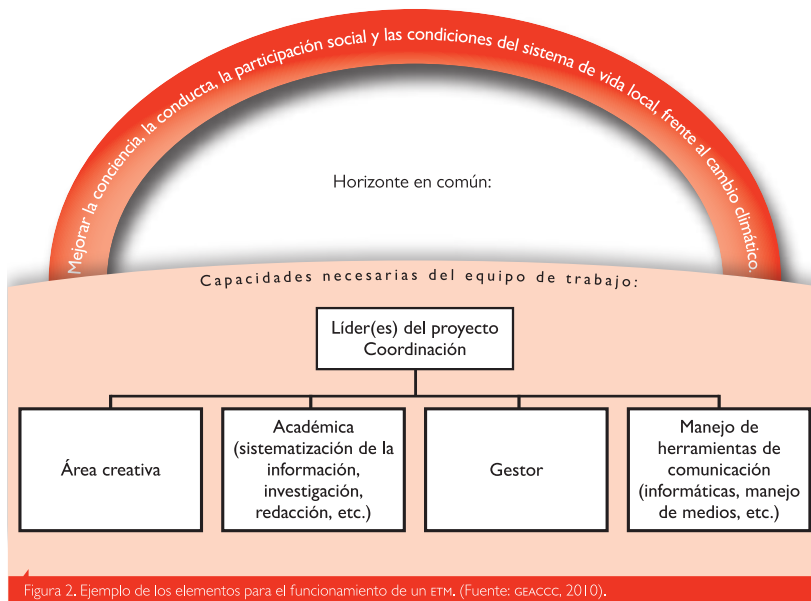 Mejorar la conciencia, la conducta, la participación social y las condiciones del sistema de vida local, frente al cambio climático.
Horizonte en común:
Capacidades necesarias del equipo de trabajo:
Líder(es) del proyecto
Coordinación
Área creativa
Académica
(sistematización de la
información,
investigación,
redacción, etc.)
Gestor
Manejo de
herramientas de
comunicación
(informáticas, manejo
de medios, etc.)
Figura 2. Ejemplo de los elementos para el funcionamiento de un ETM. (Fuente: GEACCC, 2010).